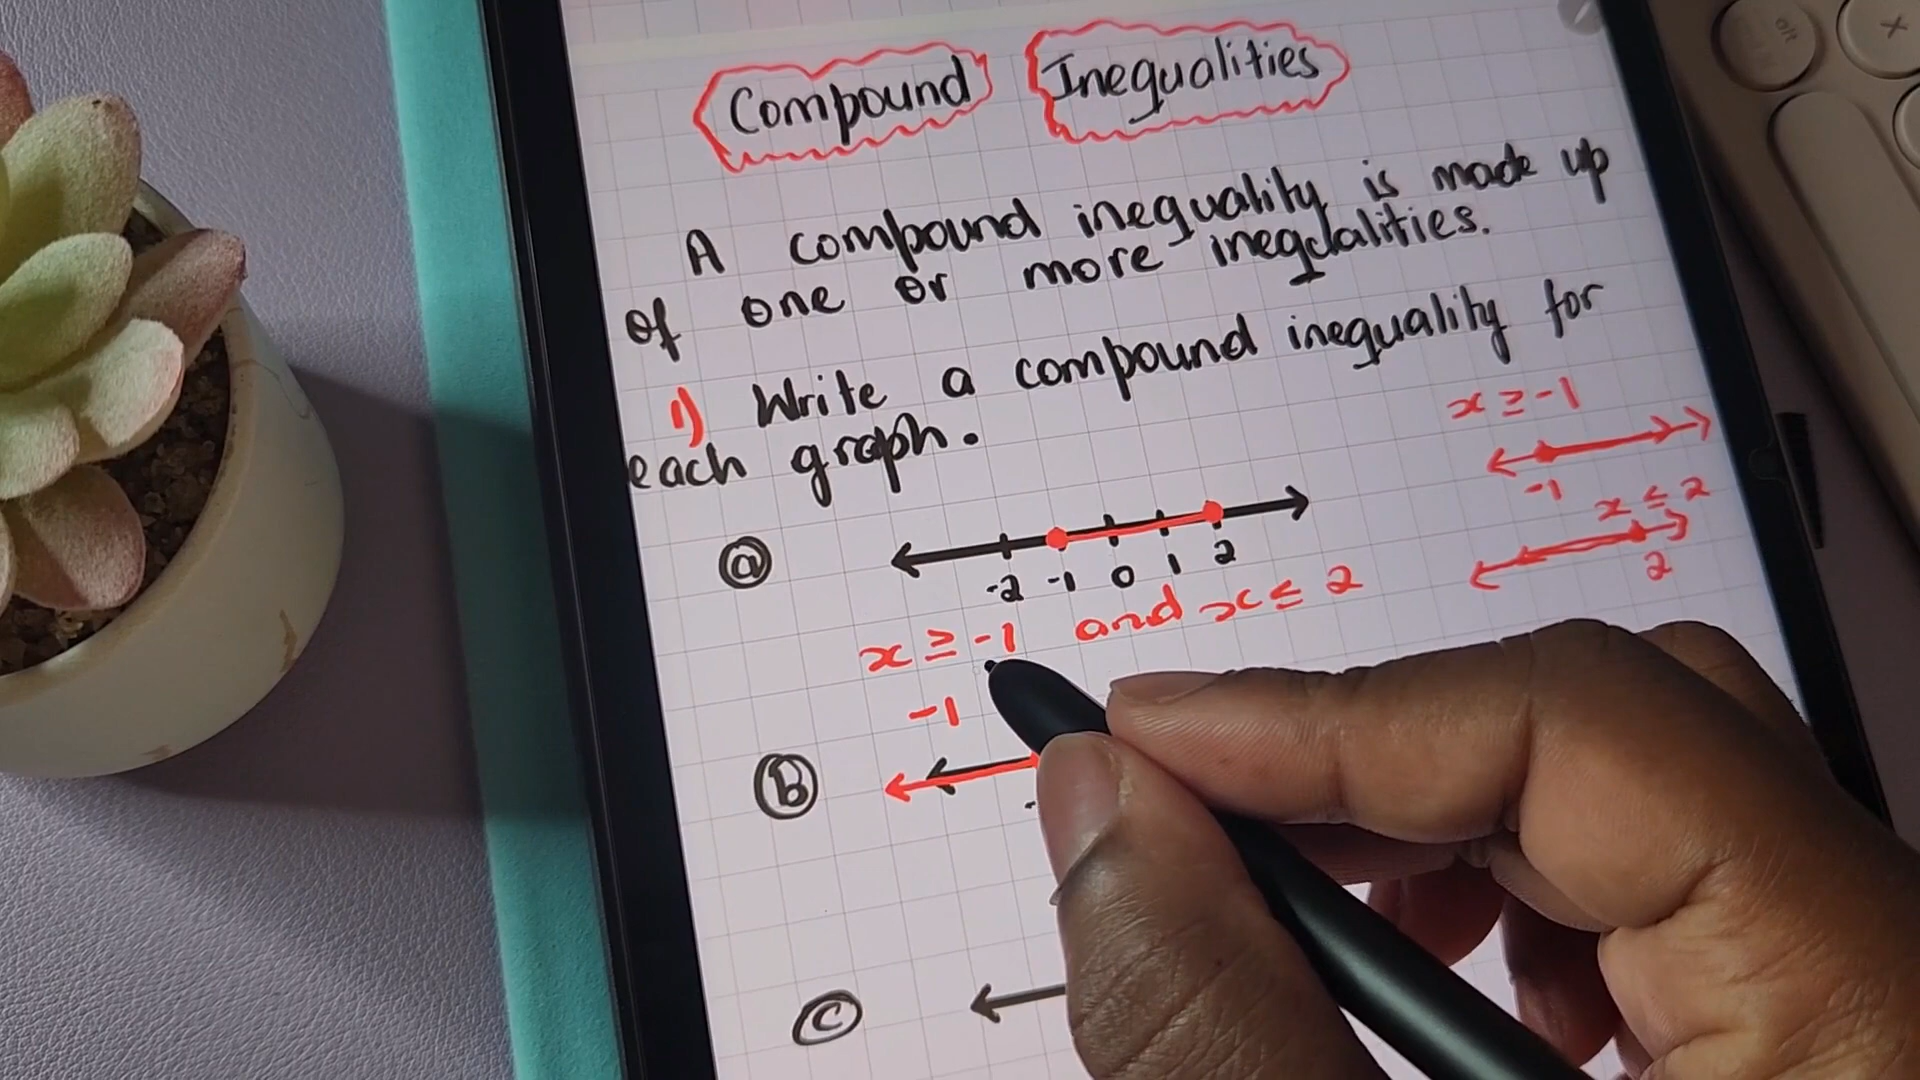 Compound Inequalities
A compound inequality is made up
of one or more inequalities.
1) Write a compound inequality for
each graph.
x ≥ -1
-1
x ≤ 2
2
a
-2 -1 0 1 2
x ≥ -1 and x ≤ 2
-1
b
c
alt